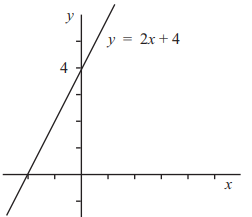 y
y = 2x + 4
4
x